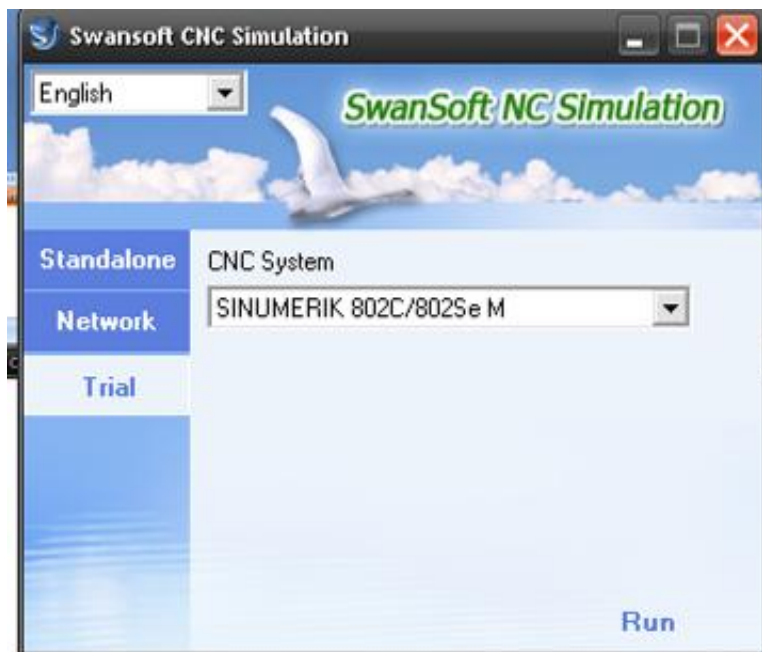 Swansoft CNC Simulation
English
SwanSoft NC Simulation
Standalone
CNC System
SINUMERIK 802C/802Se M
Network
Trial
Run